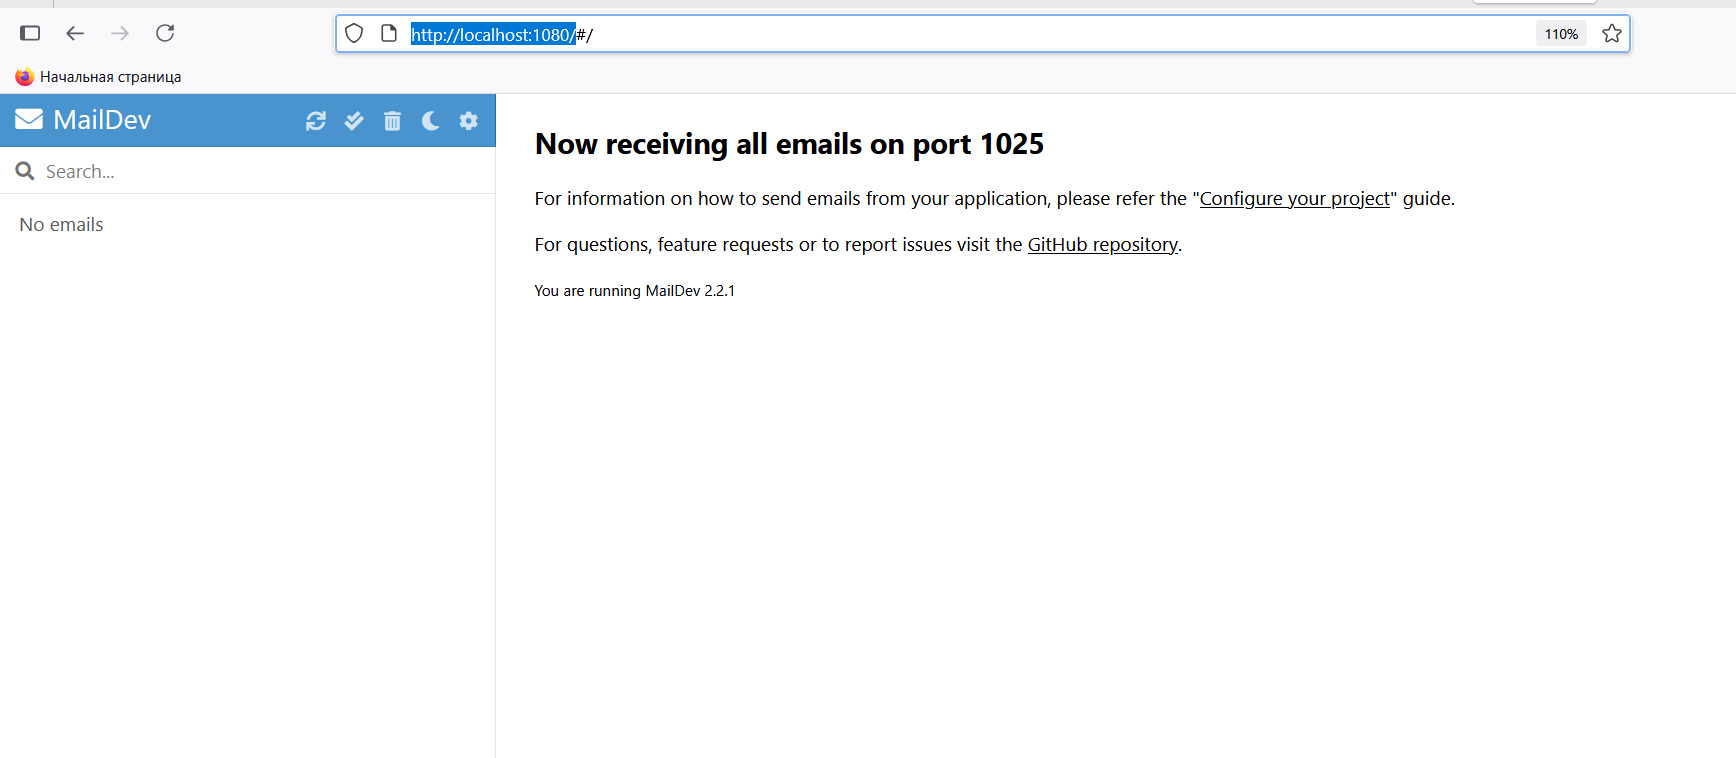 http://localhost:1080/#/
110%
Начальная страница
MailDev
Search...
No emails
Now receiving all emails on port 1025
For information on how to send emails from your application, please refer the "Configure your project" guide.
For questions, feature requests or to report issues visit the GitHub repository.
You are running MailDev 2.2.1